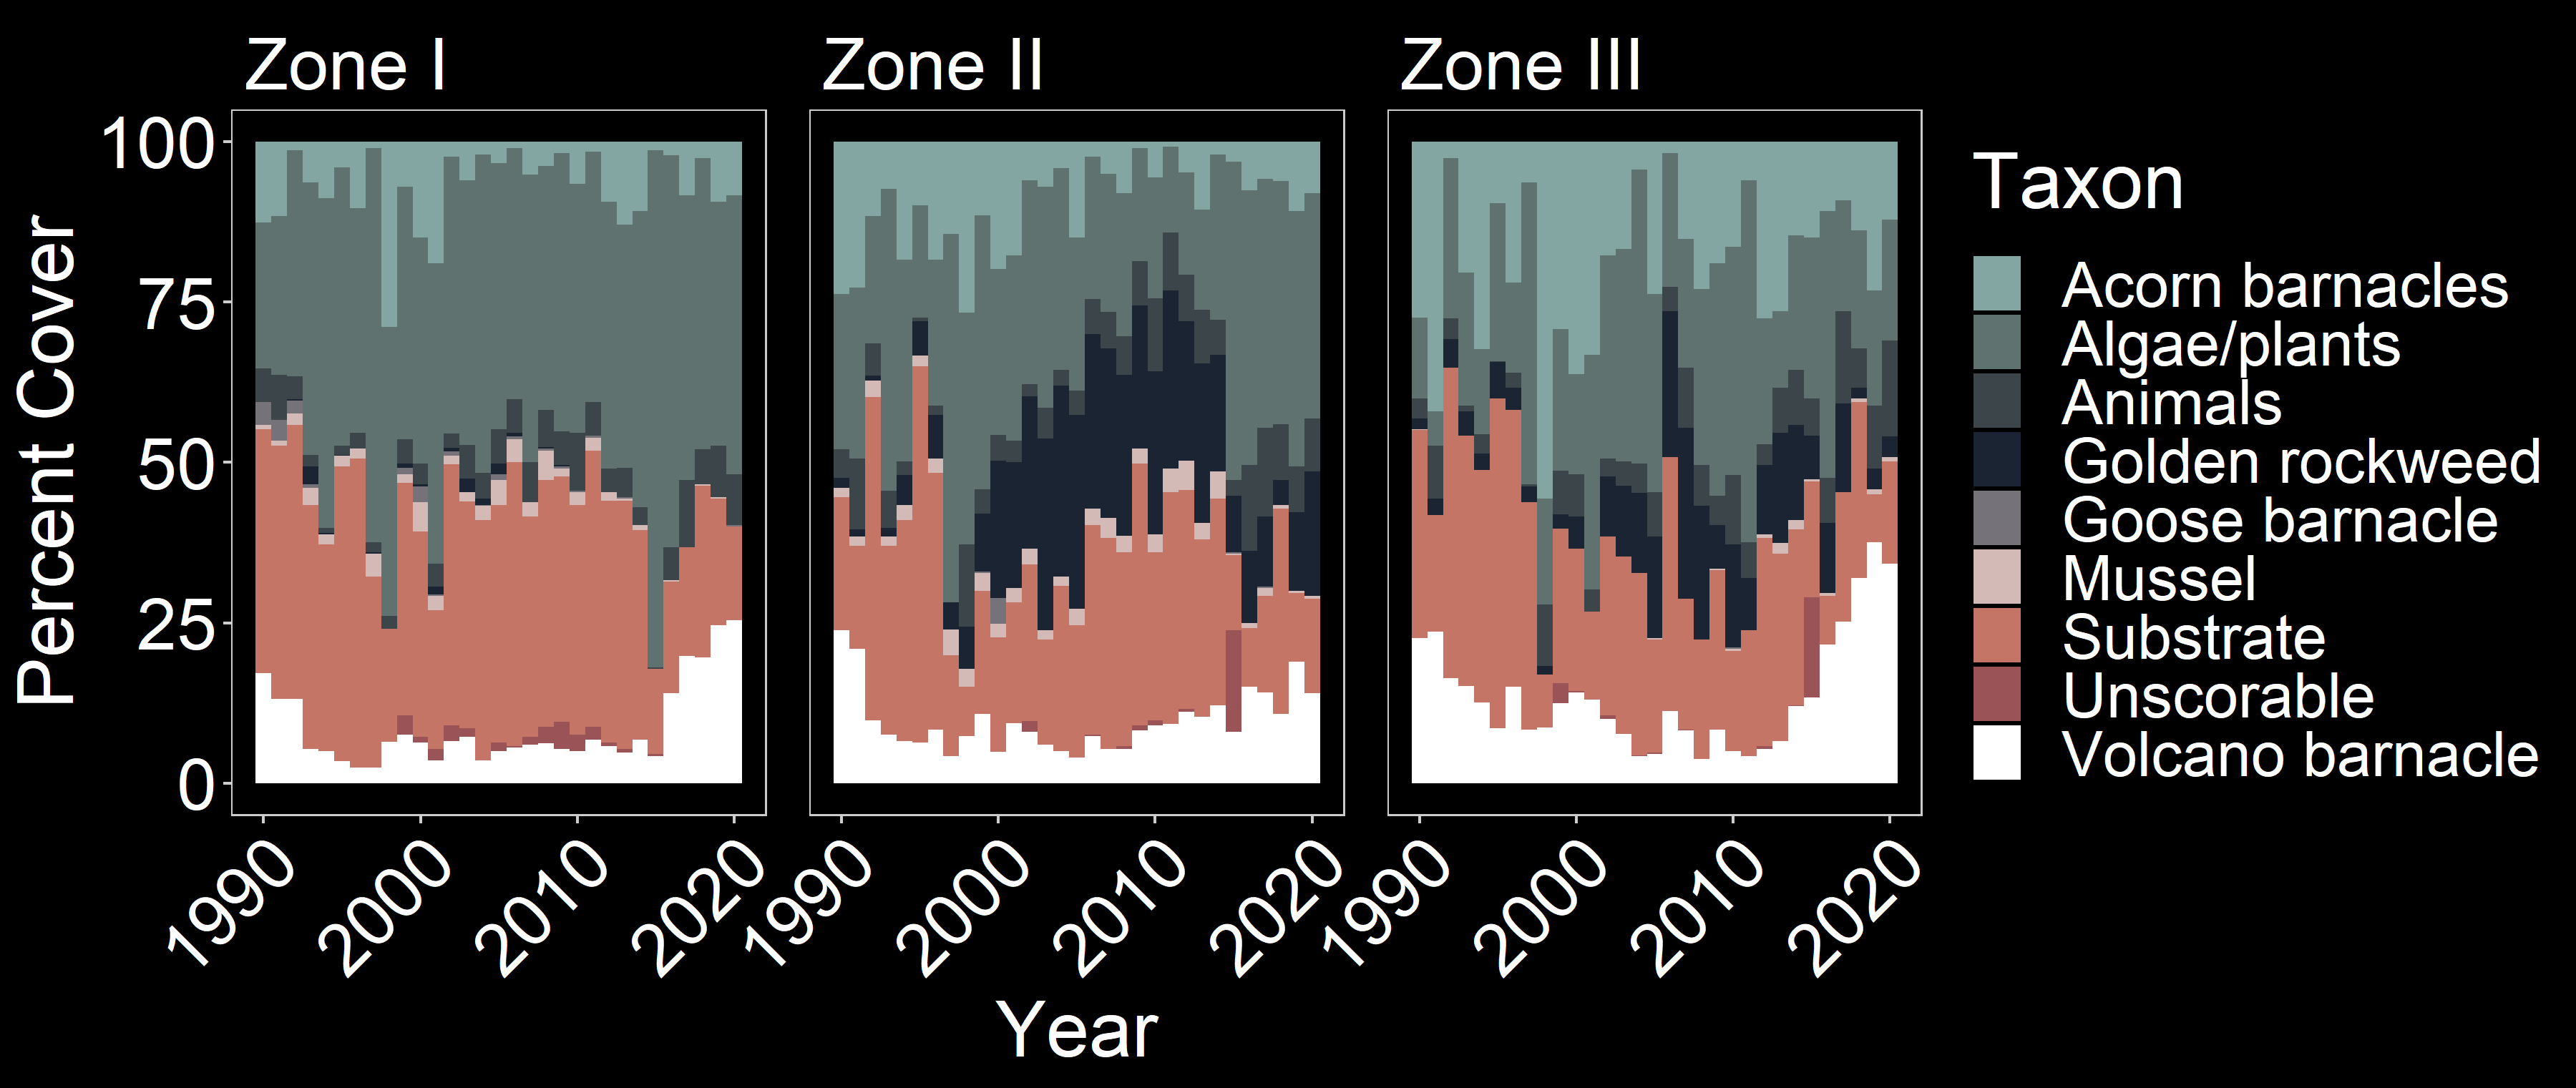 Zone I
Zone II
Zone III
Percent Cover
100
75
50
25
0
1990
2000
2010
2020
1990
2000
2010
2020
1990
2000
2010
2020
Year
Taxon
Acorn barnacles
Algae/plants
Animals
Golden rockweed
Goose barnacle
Mussel
Substrate
Unscorable
Volcano barnacle